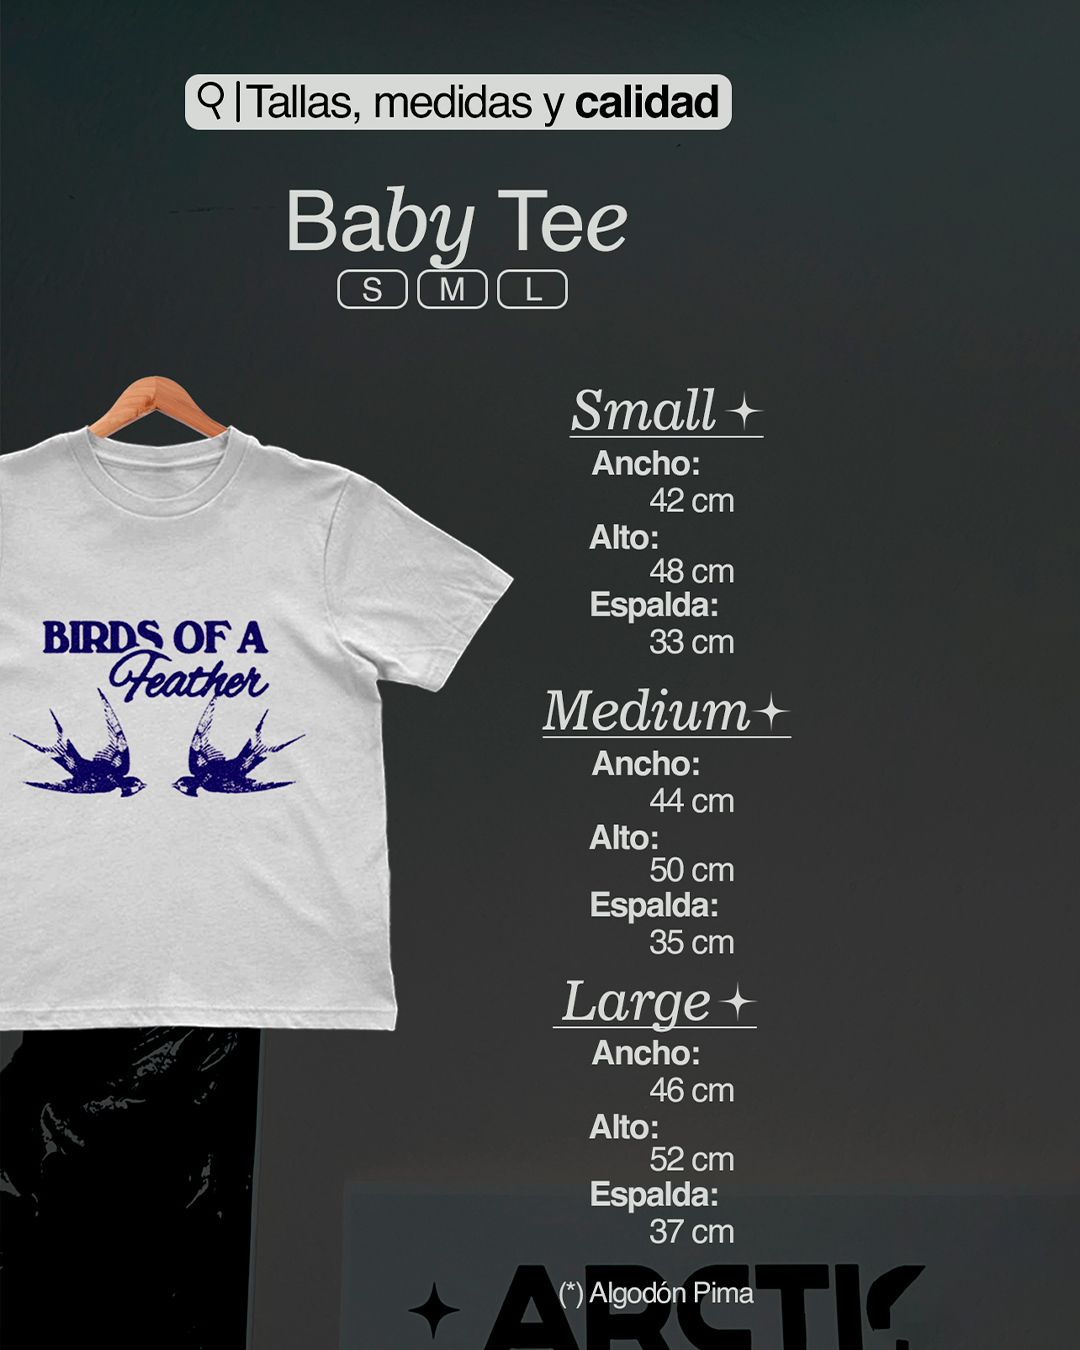 Tallas, medidas y calidad
Baby Tee
S M L
Small
Ancho:
42 cm
Alto:
48 cm
Espalda:
33 cm
BIRDS OF A
Feather
Medium
Ancho:
44 cm
Alto:
50 cm
Espalda:
35 cm
Large
Ancho:
46 cm
Alto:
52 cm
Espalda:
37 cm
(*) Algodón Pima